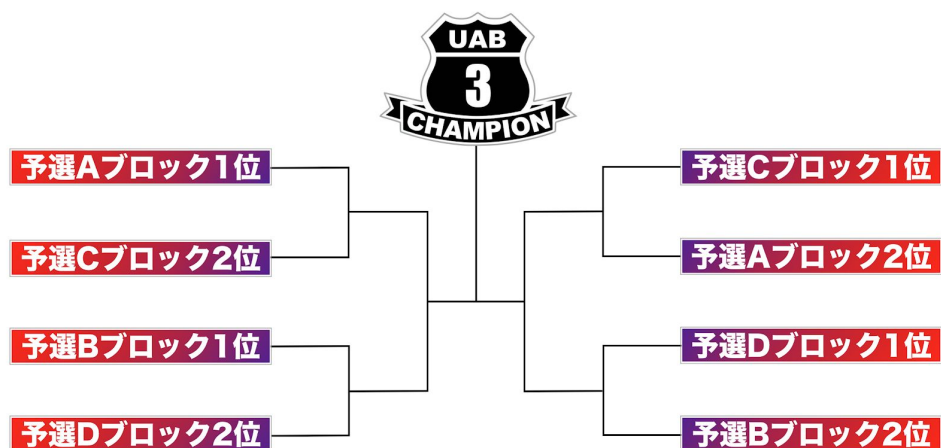 UAB
3
CHAMPION
予選Aブロック1位
予選Cブロック2位
予選Bブロック1位
予選Dブロック2位
予選Cブロック1位
予選Aブロック2位
予選Dブロック1位
予選Bブロック2位